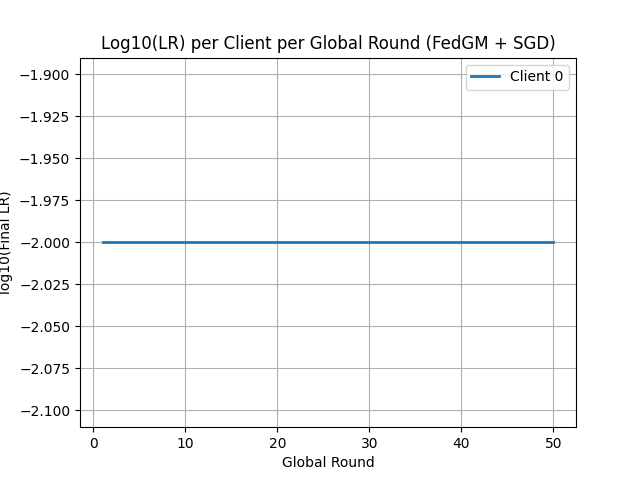 Log10(LR) per Client per Global Round (FedGM + SGD)
Client 0
log10(Final LR)
−1.900
−1.925
−1.950
−1.975
−2.000
−2.025
−2.050
−2.075
−2.100
0 10 20 30 40 50
Global Round